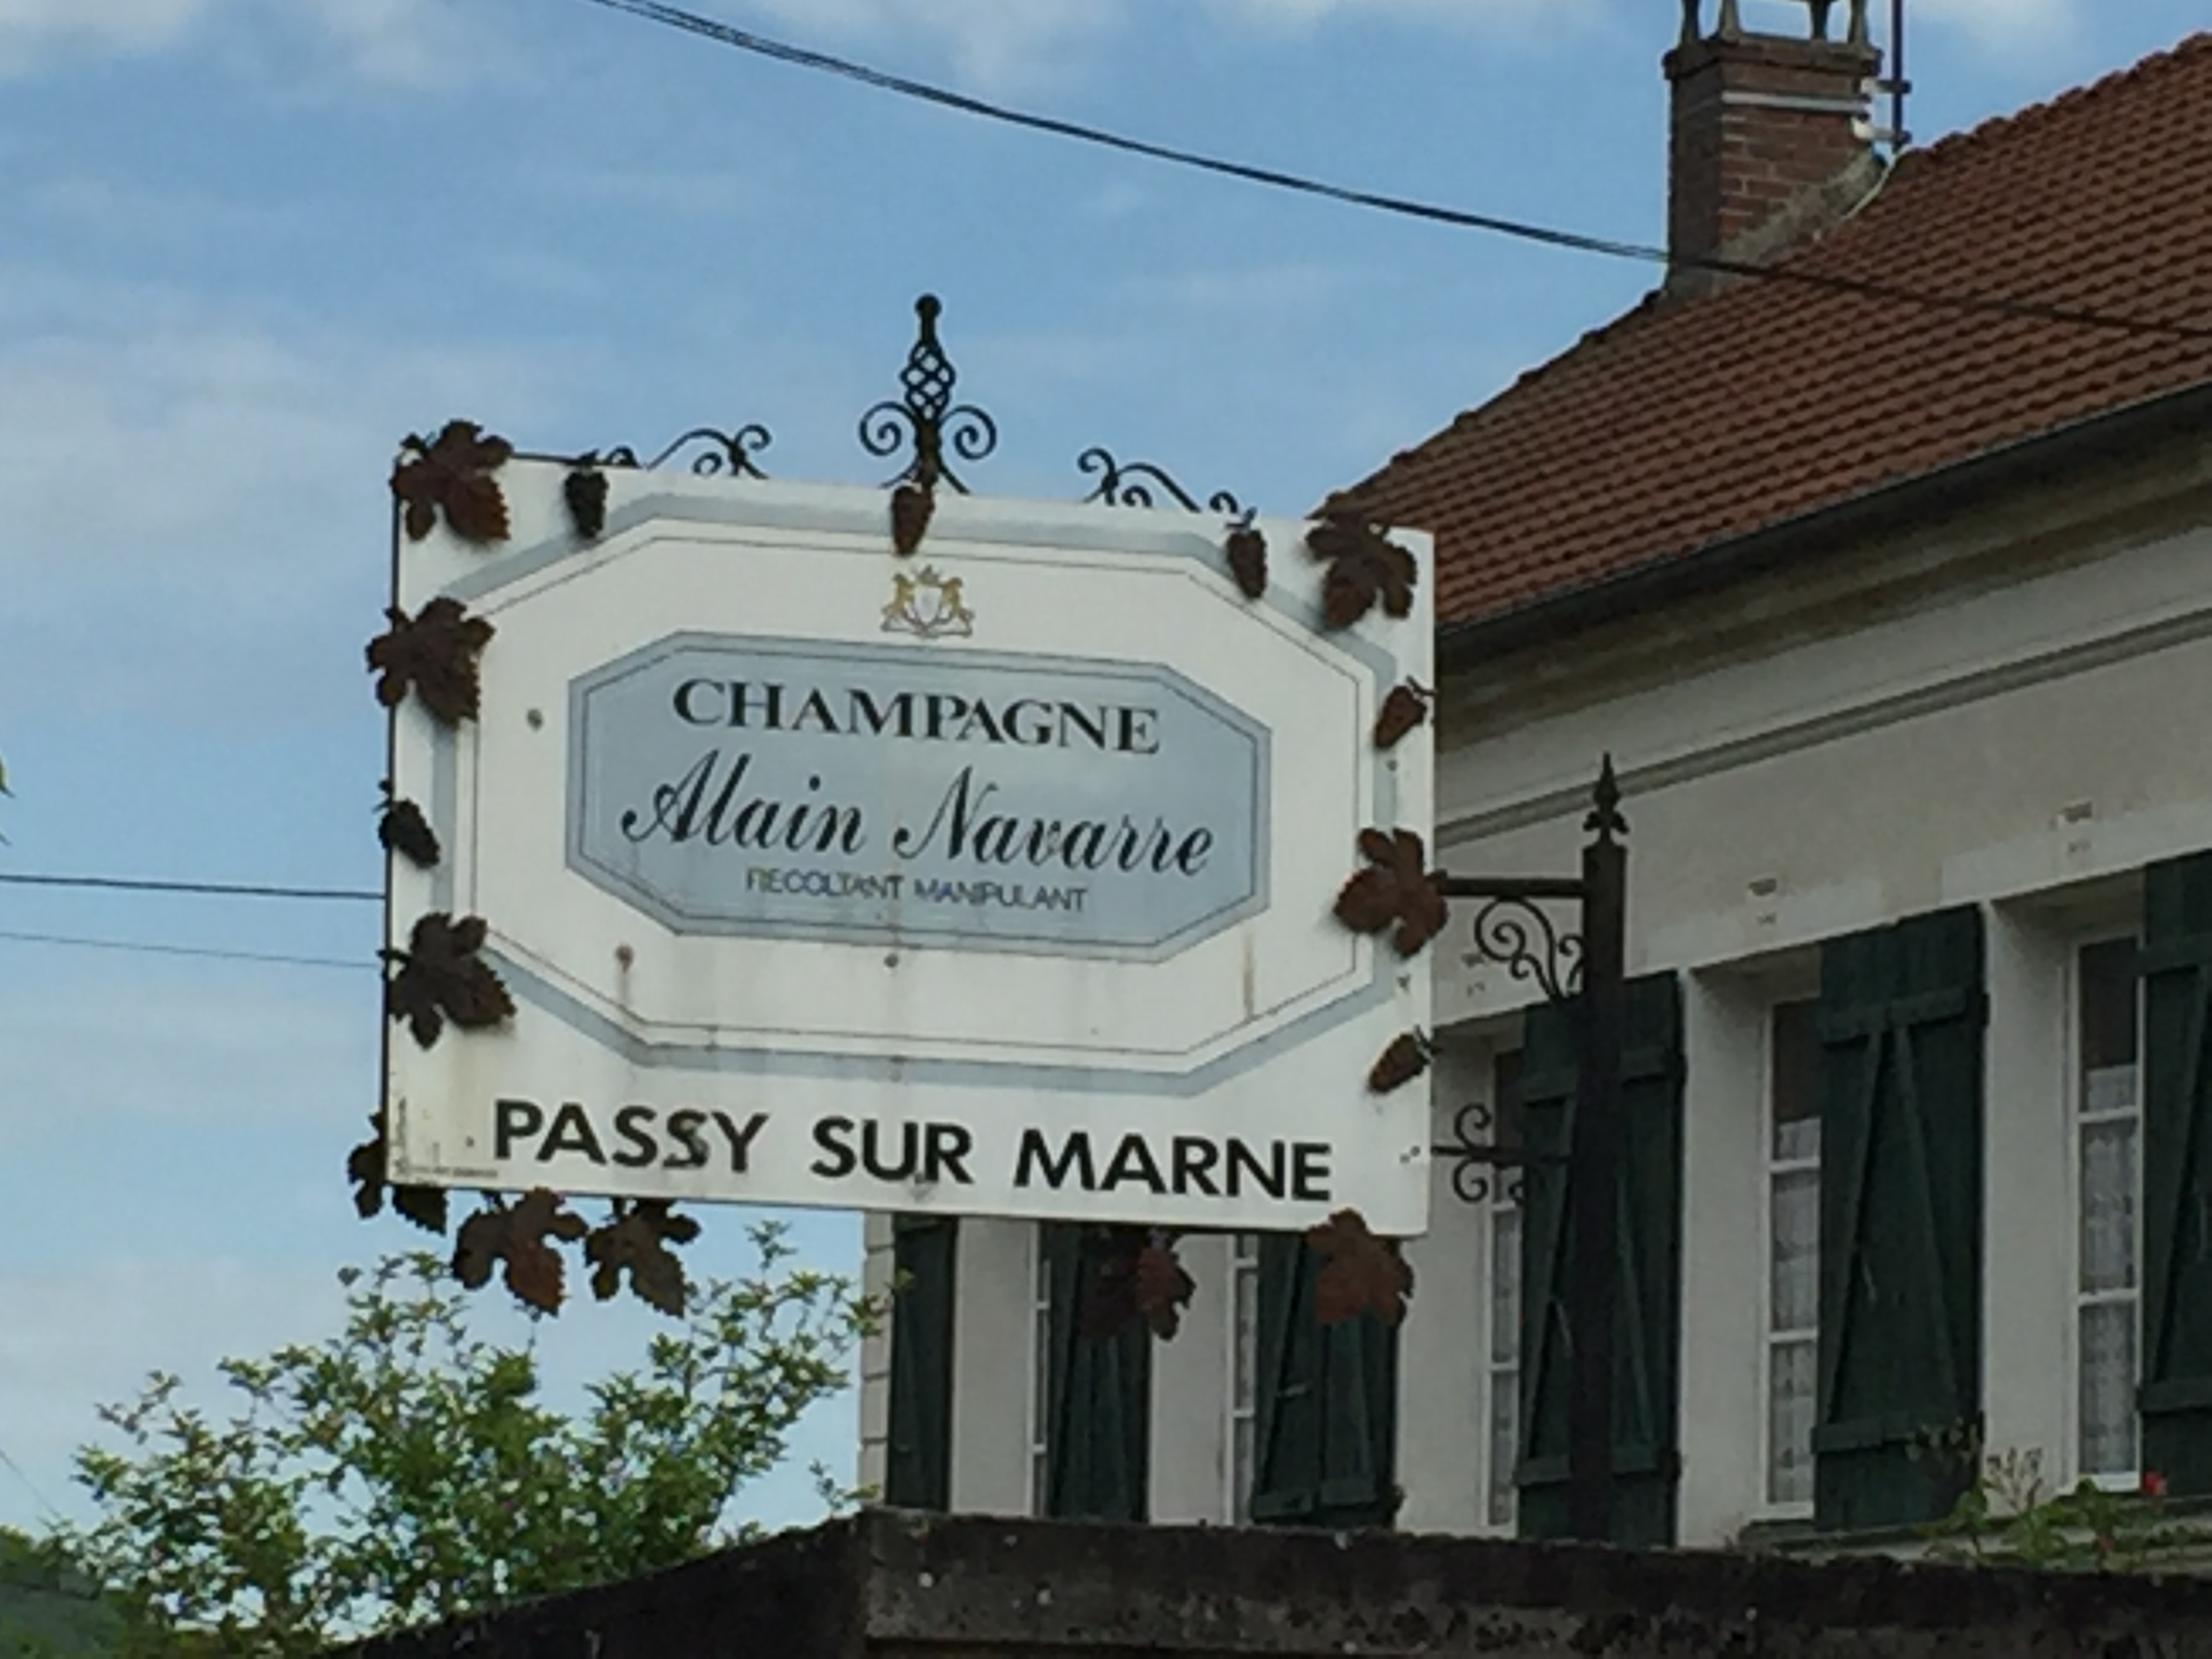 CHAMPAGNE
Alain Navarre
RECOLTANT MANIPULANT
PASSY SUR MARNE